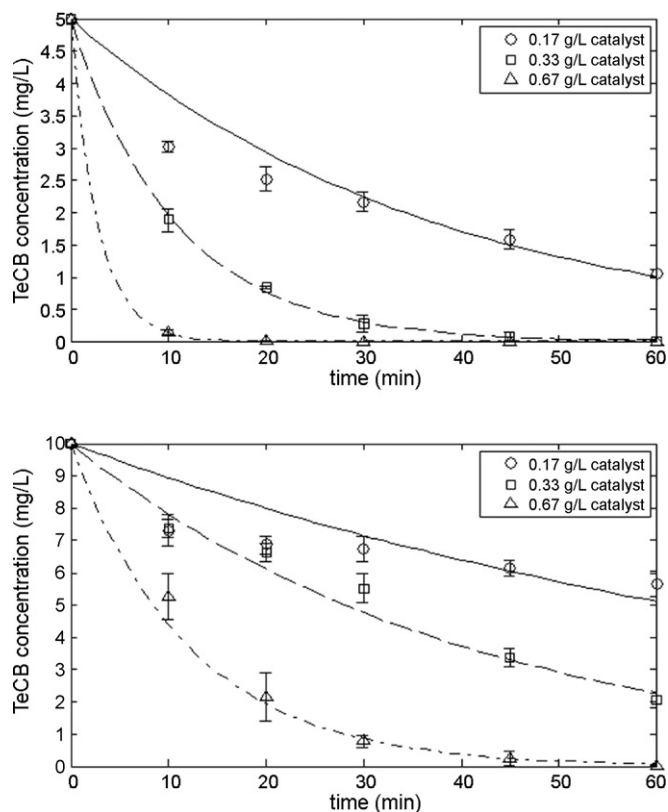 5
4.5
4
3.5
3
2.5
2
1.5
1
0.5
0
TeCB concentration (mg/L)
0.17 g/L catalyst
0.33 g/L catalyst
0.67 g/L catalyst
0 10 20 30 40 50 60
time (min)
10
9
8
7
6
5
4
3
2
1
0
TeCB concentration (mg/L)
0.17 g/L catalyst
0.33 g/L catalyst
0.67 g/L catalyst
0 10 20 30 40 50 60
time (min)